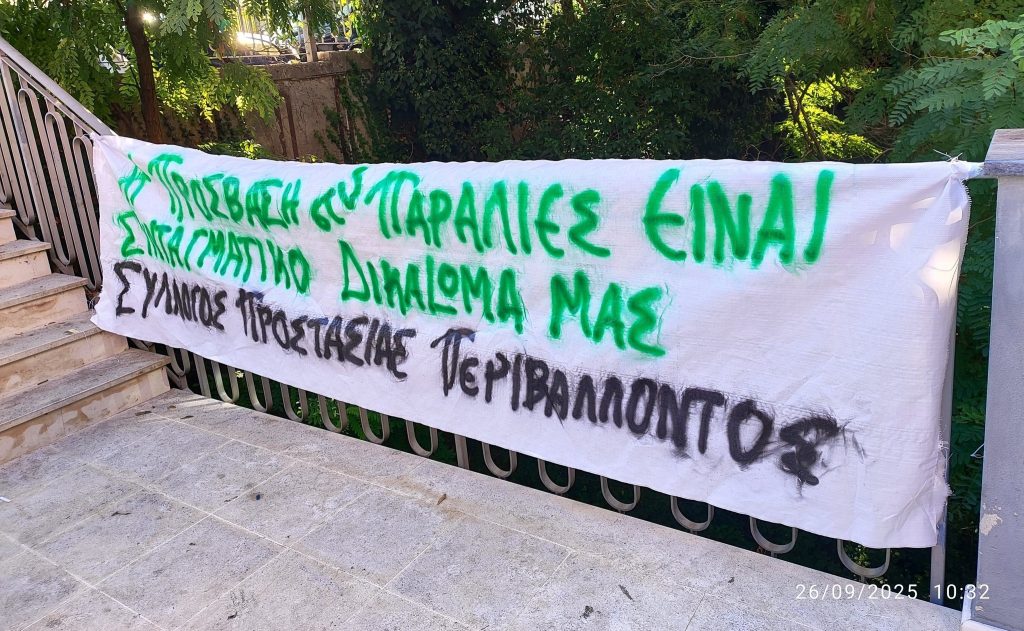 Η ΠΡΟΣΒΑΣΗ στις ΠΑΡΑΛΙΕΣ ΕΙΝΑΙ
ΣΥΝΤΑΓΜΑΤΙΚΟ ΔΙΚΑΙΩΜΑ ΜΑΣ
ΣΥΛΛΟΓΟΣ ΠΡΟΣΤΑΣΙΑΣ ΠΕΡΙΒΑΛΛΟΝΤΟΣ
26/09/2025 10:32